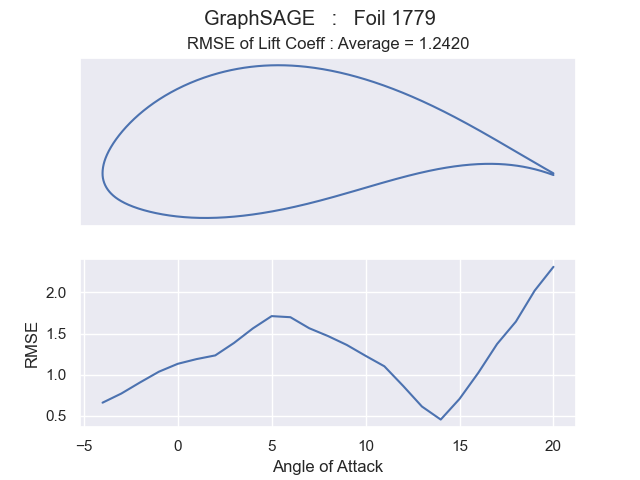 GraphSAGE : Foil 1779
RMSE of Lift Coeff : Average = 1.2420
2.0
1.5
1.0
0.5
RMSE
−5 0 5 10 15 20
Angle of Attack